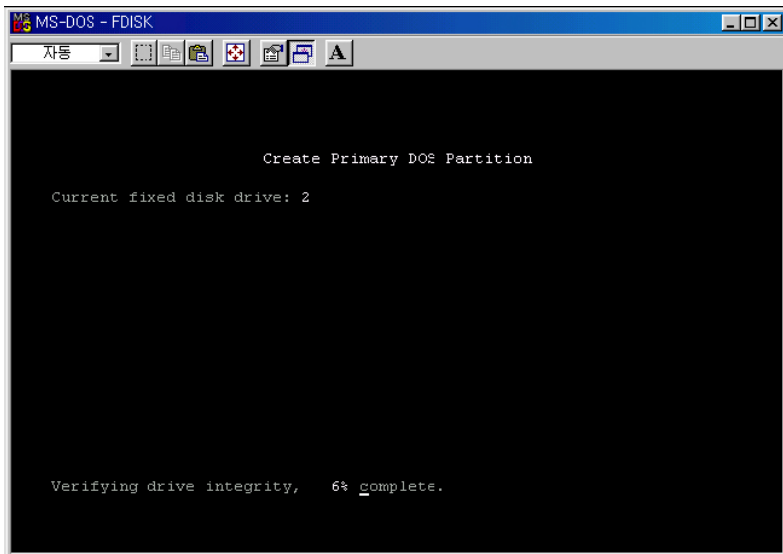 MS-DOS - FDISK
자동
A
Create Primary DOS Partition
Current fixed disk drive: 2
Verifying drive integrity, 6% complete.